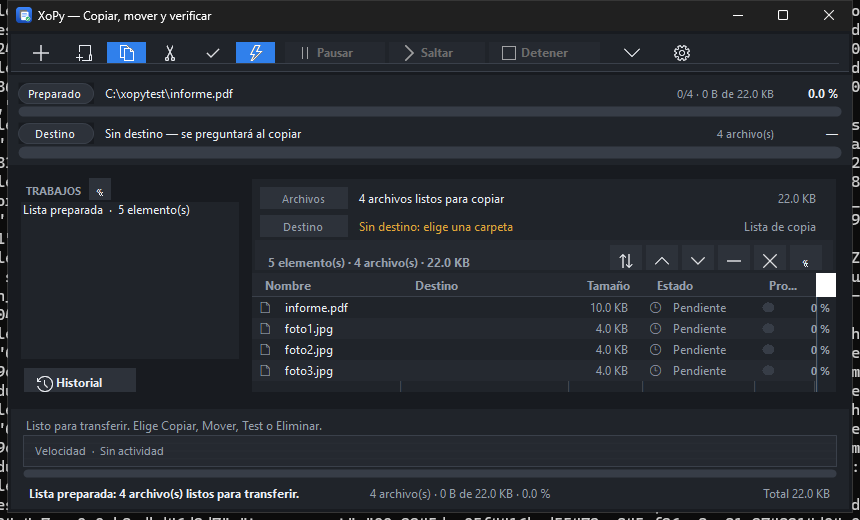 XoPy — Copiar, mover y verificar
Pausar
Saltar
Detener
Preparado
C:\xopytest\informe.pdf
0/4 · 0 B de 22.0 KB
0.0 %
Destino
Sin destino — se preguntará al copiar
4 archivo(s)
—
TRABAJOS
Lista preparada · 5 elemento(s)
Historial
Archivos
4 archivos listos para copiar
22.0 KB
Destino
Sin destino: elige una carpeta
Lista de copia
5 elemento(s) · 4 archivo(s) · 22.0 KB
Nombre Destino Tamaño Estado Pro...
informe.pdf 10.0 KB Pendiente 0 %
foto1.jpg 4.0 KB Pendiente 0 %
foto2.jpg 4.0 KB Pendiente 0 %
foto3.jpg 4.0 KB Pendiente 0 %
Listo para transferir. Elige Copiar, Mover, Test o Eliminar.
Velocidad · Sin actividad
Lista preparada: 4 archivo(s) listos para transferir.
4 archivo(s) · 0 B de 22.0 KB · 0.0 %
Total 22.0 KB